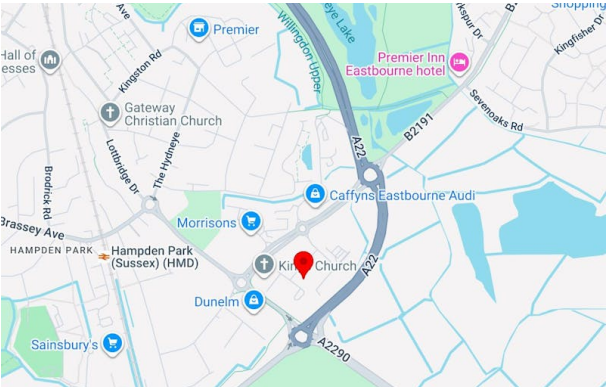 Ave
Willingdon Upper
eye Lake
kspur Dr
B
Shopping
Kingfisher Dr
Premier
Hall of
esses
Kingston Rd
Premier Inn
Eastbourne hotel
Gateway
Christian Church
Sevenoaks Rd
B2191
A22
Lottbridge Dr
The Hydneye
Brodrick Rd
Caffyns Eastbourne Audi
Morrisons
Brassey Ave
HAMPDEN PARK
Hampden Park
(Sussex) (HMD)
Church
A22
Dunelm
Sainsbury's
A2290